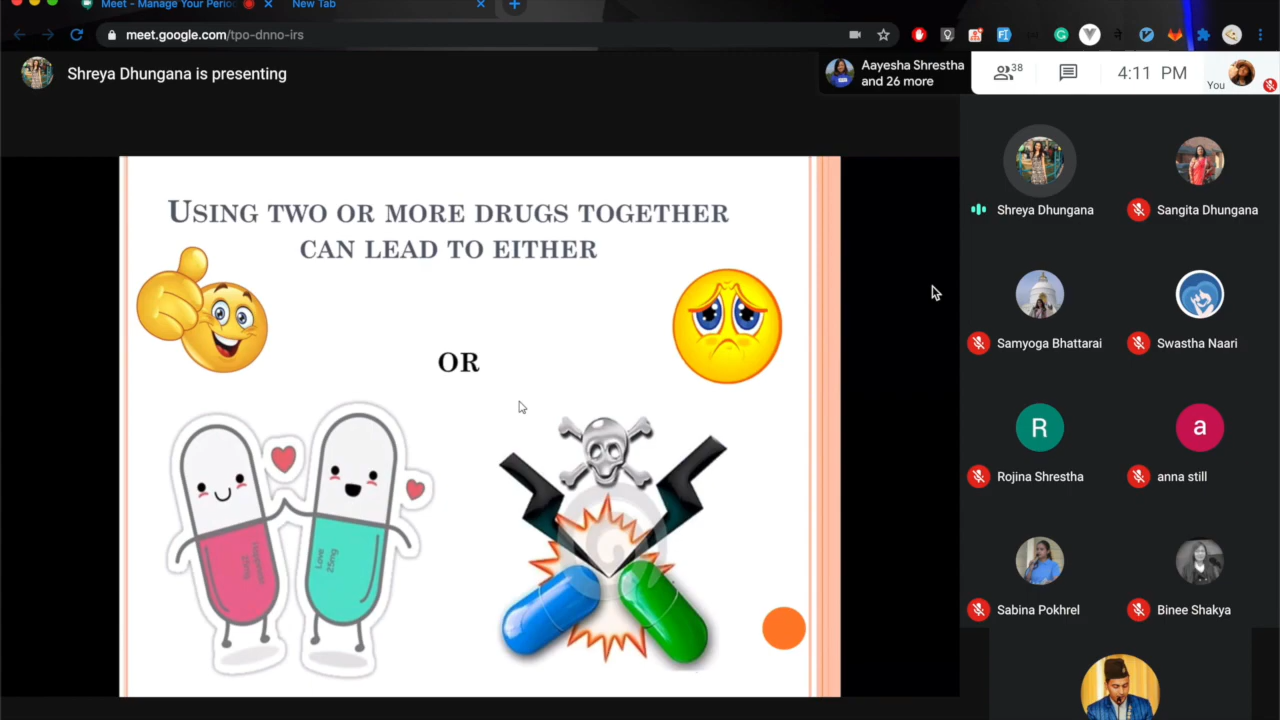 Meet - Manage Your Perio
New Tab
meet.google.com/tpo-dnno-irs
Shreya Dhungana is presenting
Aayesha Shrestha
and 26 more
38
4:11 PM
You
USING TWO OR MORE DRUGS TOGETHER
CAN LEAD TO EITHER
OR
Love
25mg
Shreya Dhungana
Sangita Dhungana
Samyoga Bhattarai
Swastha Naari
R
a
Rojina Shrestha
anna still
Sabina Pokhrel
Binee Shakya